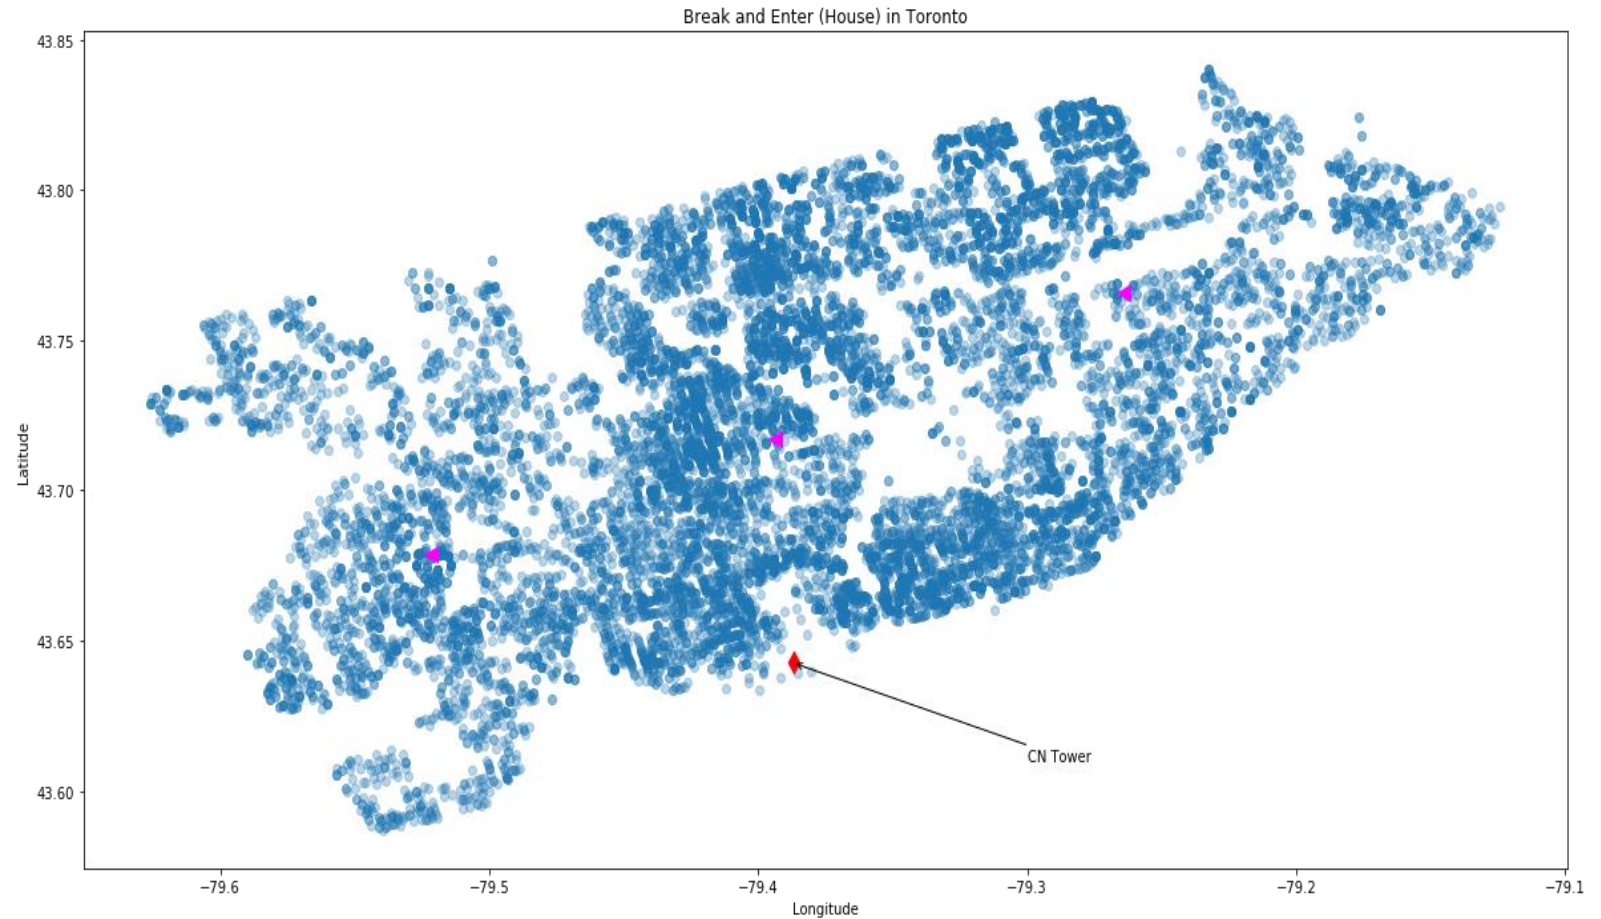 Break and Enter (House) in Toronto
43.85
43.80
43.75
43.70
43.65
43.60
Latitude
CN Tower
−79.6 −79.5 −79.4 −79.3 −79.2 −79.1
Longitude